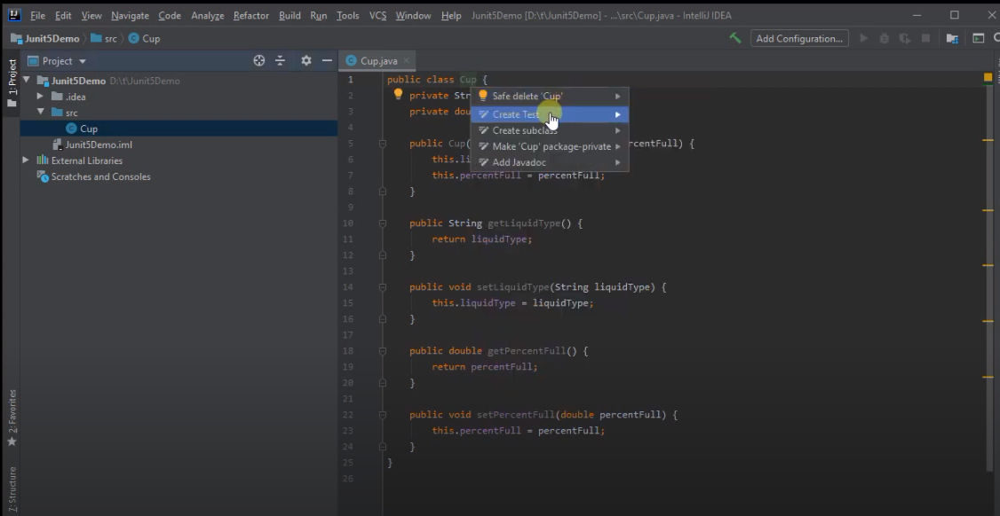 File Edit View Navigate Code Analyze Refactor Build Run Tools VCS Window Help Junit5Demo [D:\t\Junit5Demo] - ...\src\Cup.java - IntelliJ IDEA
Junit5Demo src Cup Add Configuration...
1: Project
Project
Cup.java
Junit5Demo D:\t\Junit5Demo
.idea
src
Cup
Junit5Demo.iml
External Libraries
Scratches and Consoles
2: Favorites
Z: Structure
1 public class Cup {
2 private Str
3 private dou
4
5 public Cup( rcentFull) {
6 this.li
7 this.percentFull = percentFull;
8 }
9
10 public String getLiquidType() {
11 return liquidType;
12 }
13
14 public void setLiquidType(String liquidType) {
15 this.liquidType = liquidType;
16 }
17
18 public double getPercentFull() {
19 return percentFull;
20 }
21
22 public void setPercentFull(double percentFull) {
23 this.percentFull = percentFull;
24 }
25 }
26
Safe delete 'Cup'
Create Test
Create subclass
Make 'Cup' package-private
Add Javadoc